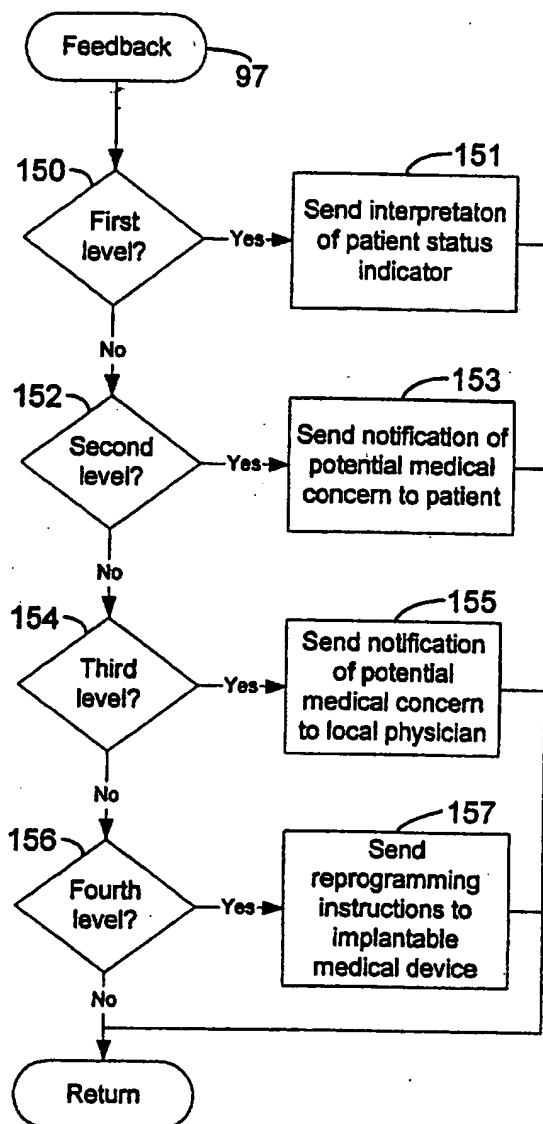 Feedback
97
150
151
First
level?
Yes
Send interpretaton
of patient status
indicator
No
152
153
Second
level?
Yes
Send notification of
potential medical
concern to patient
No
154
155
Third
level?
Yes
Send notification
of potential
medical concern
to local physician
No
156
157
Fourth
level?
Yes
Send
reprogramming
instructions to
implantable
medical device
No
Return